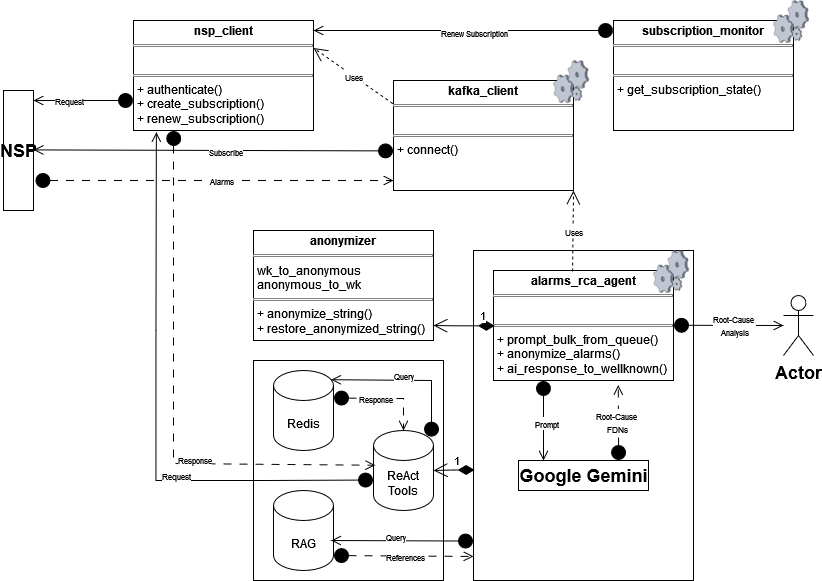 nsp_client
subscription_monitor
Renew Subscription
+ authenticate()
+ create_subscription()
+ renew_subscription()
+ get_subscription_state()
Uses
kafka_client
+ connect()
Request
NSP
Subscribe
Alarms
Uses
anonymizer
wk_to_anonymous
anonymous_to_wk
+ anonymize_string()
+ restore_anonymized_string()
1
alarms_rca_agent
+ prompt_bulk_from_queue()
+ anonymize_alarms()
+ ai_response_to_wellknown()
Root-Cause
Analysis
Actor
Query
Response
Redis
Prompt
Root-Cause
FDNs
Google Gemini
Response
Request
ReAct
Tools
1
RAG
Query
References